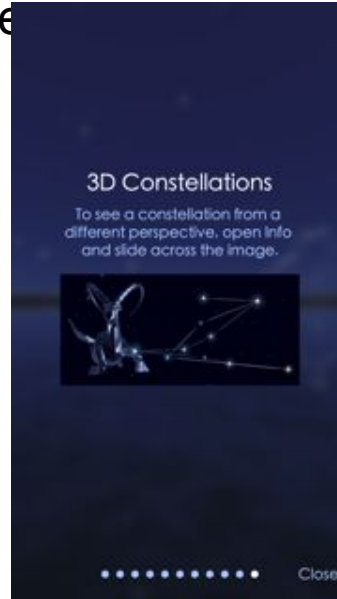 e
3D Constellations
To see a constellation from a
different perspective, open Info
and slide across the image.
Close